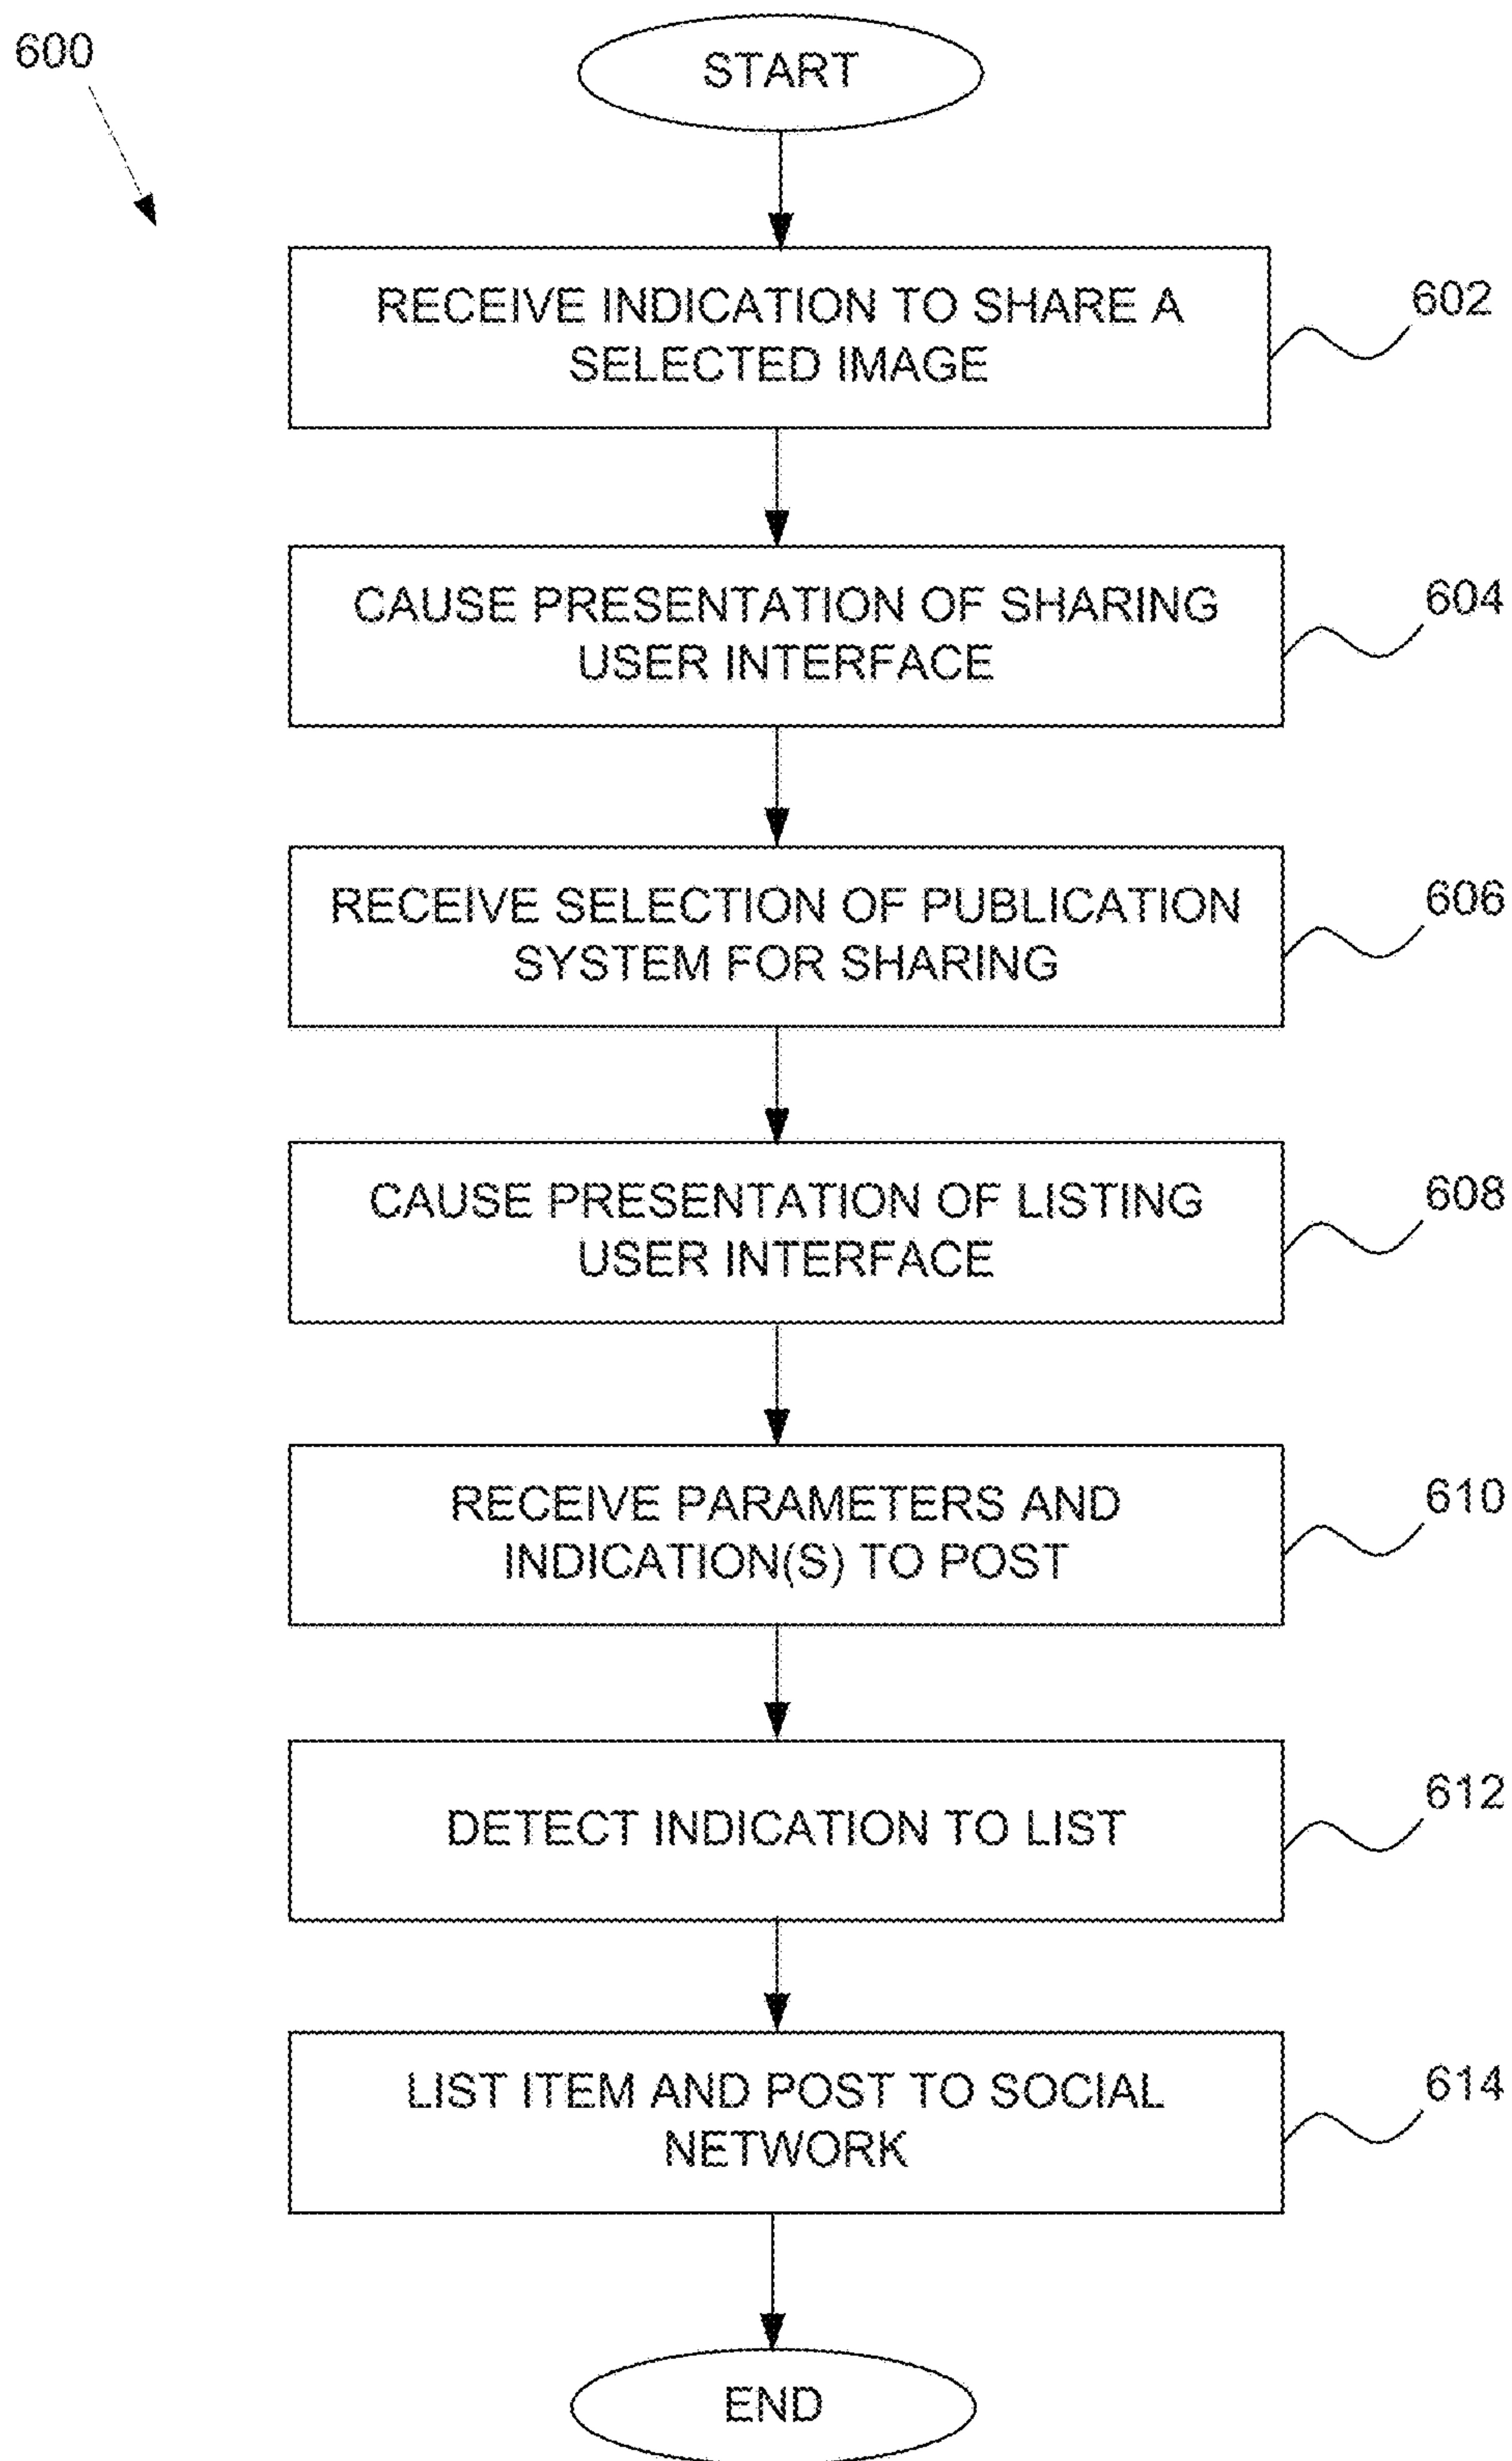 600
START
RECEIVE INDICATION TO SHARE A
SELECTED IMAGE
602
CAUSE PRESENTATION OF SHARING
USER INTERFACE
604
RECEIVE SELECTION OF PUBLICATION
SYSTEM FOR SHARING
606
CAUSE PRESENTATION OF LISTING
USER INTERFACE
608
RECEIVE PARAMETERS AND
INDICATION(S) TO POST
610
DETECT INDICATION TO LIST
612
LIST ITEM AND POST TO SOCIAL
NETWORK
614
END